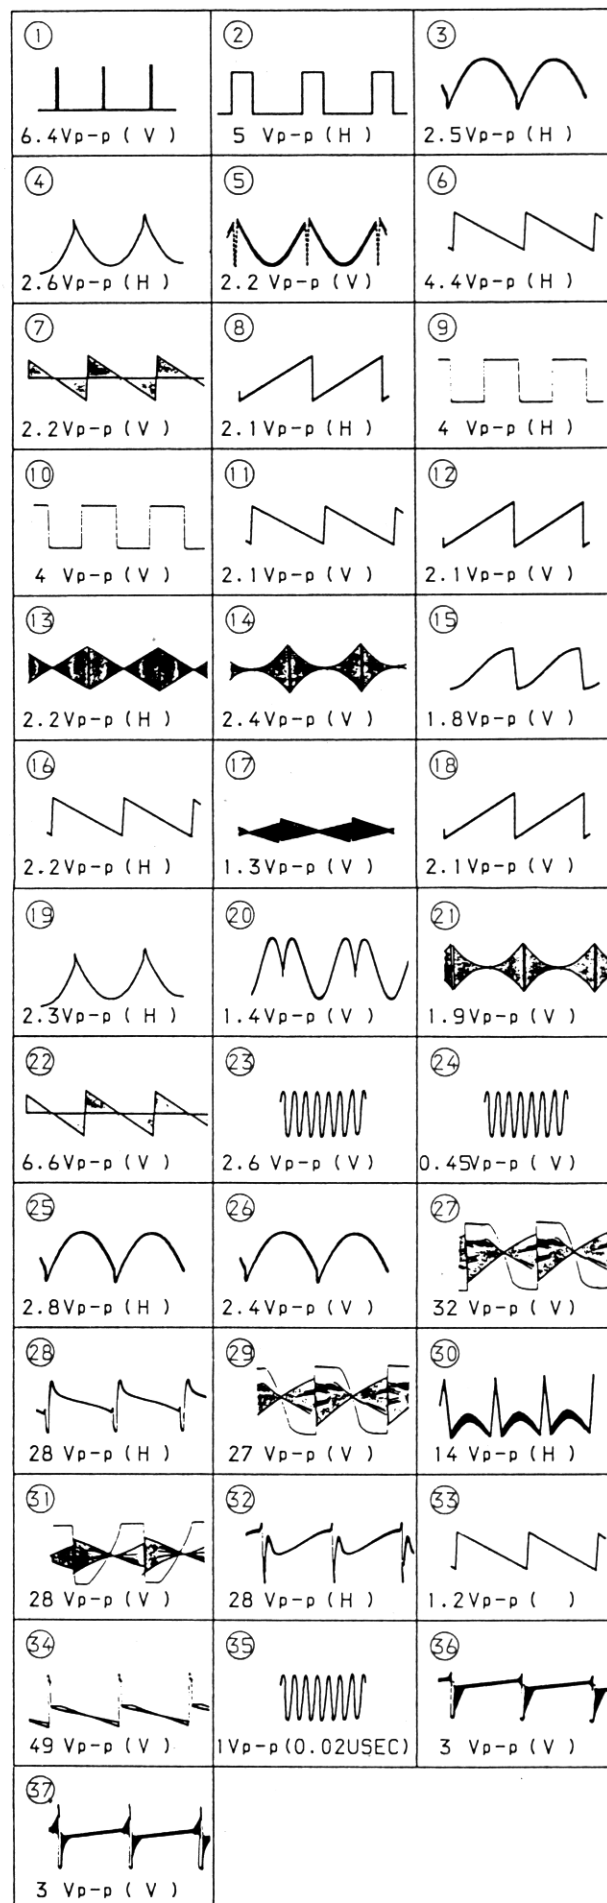 1 2 3
6.4Vp-p ( V ) 5 Vp-p ( H ) 2.5Vp-p ( H )
4 5 6
2.6Vp-p ( H ) 2.2 Vp-p ( V ) 4.4Vp-p ( H )
7 8 9
2.2Vp-p ( V ) 2.1Vp-p ( H ) 4 Vp-p ( H )
10 11 12
4 Vp-p ( V ) 2.1Vp-p ( V ) 2.1Vp-p ( V )
13 14 15
2.2Vp-p ( H ) 2.4Vp-p ( V ) 1.8Vp-p ( V )
16 17 18
2.2Vp-p ( H ) 1.3Vp-p ( V ) 2.1Vp-p ( V )
19 20 21
2.3Vp-p ( H ) 1.4Vp-p ( V ) 1.9Vp-p ( V )
22 23 24
6.6Vp-p ( V ) 2.6 Vp-p ( V ) 0.45Vp-p ( V )
25 26 27
2.8Vp-p ( H ) 2.4Vp-p ( V ) 32 Vp-p ( V )
28 29 30
28 Vp-p ( H ) 27 Vp-p ( V ) 14 Vp-p ( H )
31 32 33
28 Vp-p ( V ) 28 Vp-p ( H ) 1.2Vp-p ( )
34 35 36
49 Vp-p ( V ) 1Vp-p(0.02USEC) 3 Vp-p ( V )
37
3 Vp-p ( V )